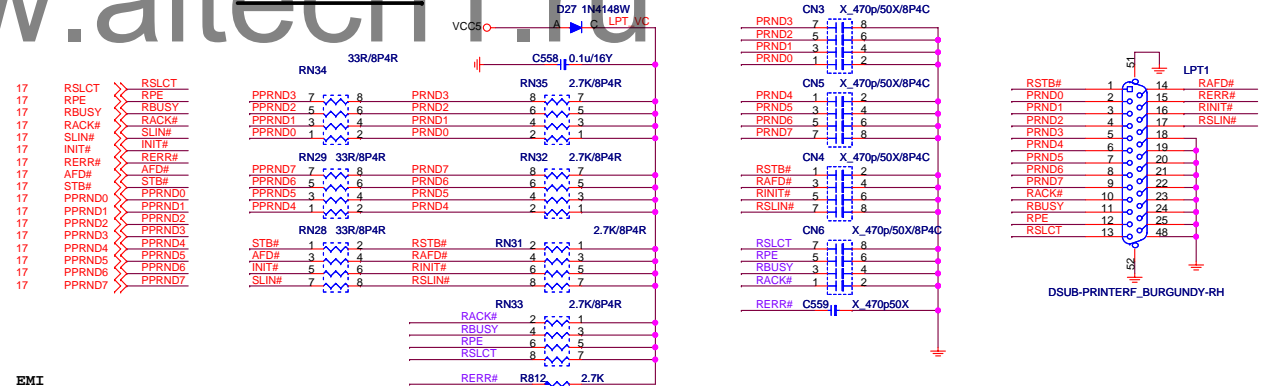 w.aitech1.ru
D27 1N4148W
VCC5 A C LPT_VC
C558 0.1u/16Y
17 RSLCT RSLCT
17 RPE RPE
17 RBUSY RBUSY
17 RACK# RACK#
17 SLIN# SLIN#
17 INIT# INIT#
17 RERR# RERR#
17 AFD# AFD#
17 STB# STB#
17 PPRND0 PPRND0
17 PPRND1 PPRND1
17 PPRND2 PPRND2
17 PPRND3 PPRND3
17 PPRND4 PPRND4
17 PPRND5 PPRND5
17 PPRND6 PPRND6
17 PPRND7 PPRND7
33R/8P4R
RN34
RN35 2.7K/8P4R
PPRND3 7 8 PRND3 8 7
PPRND2 5 6 PRND2 6 5
PPRND1 3 4 PRND1 4 3
PPRND0 1 2 PRND0 2 1
RN29 33R/8P4R
RN32 2.7K/8P4R
PPRND7 7 8 PRND7 8 7
PPRND6 5 6 PRND6 6 5
PPRND5 3 4 PRND5 4 3
PPRND4 1 2 PRND4 2 1
RN28 33R/8P4R
2.7K/8P4R
RN31
STB# 1 2 RSTB# 2 1
AFD# 3 4 RAFD# 4 3
INIT# 5 6 RINIT# 6 5
SLIN# 7 8 RSLIN# 8 7
RN33 2.7K/8P4R
RACK# 2 1
RBUSY 4 3
RPE 6 5
RSLCT 8 7
RERR# R812 2.7K
EMI
CN3 X_470p/50X/8P4C
PRND3 7 8
PRND2 5 6
PRND1 3 4
PRND0 1 2
CN5 X_470p/50X/8P4C
PRND4 1 2
PRND5 3 4
PRND6 5 6
PRND7 7 8
CN4 X_470p/50X/8P4C
RSTB# 1 2
RAFD# 3 4
RINIT# 5 6
RSLIN# 7 8
CN6 X_470p/50X/8P4C
RSLCT 7 8
RPE 5 6
RBUSY 3 4
RACK# 1 2
RERR# C559 X_470p50X
51
LPT1
RSTB# 1 14 RAFD#
PRND0 2 15 RERR#
PRND1 3 16 RINIT#
PRND2 4 17 RSLIN#
PRND3 5 18
PRND4 6 19
PRND5 7 20
PRND6 8 21
PRND7 9 22
RACK# 10 23
RBUSY 11 24
RPE 12 25
RSLCT 13 48
52
DSUB-PRINTERF_BURGUNDY-RH